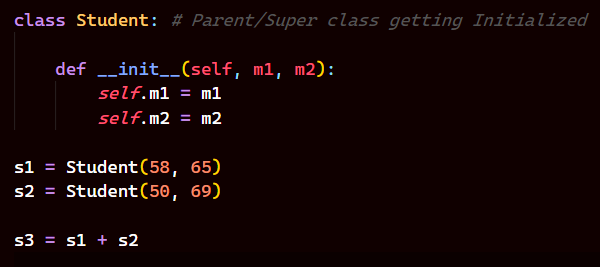 class Student: # Parent/Super class getting Initialized
def __init__(self, m1, m2):
self.m1 = m1
self.m2 = m2
s1 = Student(58, 65)
s2 = Student(50, 69)
s3 = s1 + s2